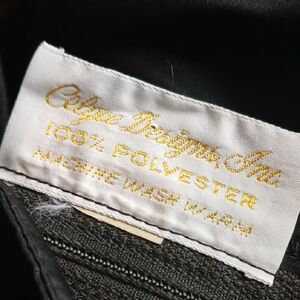 Designs, Inc.
100% POLYESTER
MACHINE WASH WARM